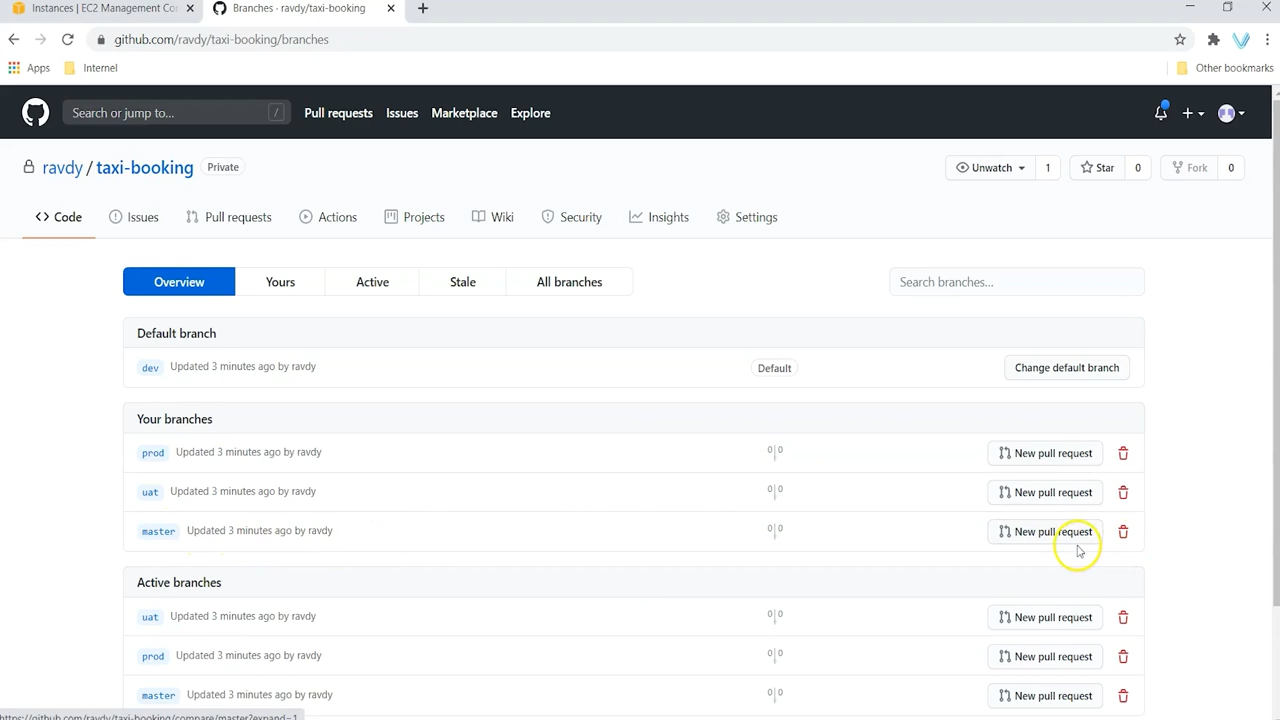 Instances | EC2 Management Con
Branches · ravdy/taxi-booking
github.com/ravdy/taxi-booking/branches
Apps
Internet
Other bookmarks
Search or jump to...
/
Pull requests
Issues
Marketplace
Explore
ravdy / taxi-booking
Private
Unwatch
1
Star
0
Fork
0
Code
Issues
Pull requests
Actions
Projects
Wiki
Security
Insights
Settings
Overview
Yours
Active
Stale
All branches
Search branches...
Default branch
dev Updated 3 minutes ago by ravdy
Default
Change default branch
Your branches
prod Updated 3 minutes ago by ravdy
0|0
New pull request
uat Updated 3 minutes ago by ravdy
0|0
New pull request
master Updated 3 minutes ago by ravdy
0|0
New pull request
Active branches
uat Updated 3 minutes ago by ravdy
0|0
New pull request
prod Updated 3 minutes ago by ravdy
0|0
New pull request
master Updated 3 minutes ago by ravdy
0|0
New pull request
https://github.com/ravdy/taxi-booking/compare/master?expand=1